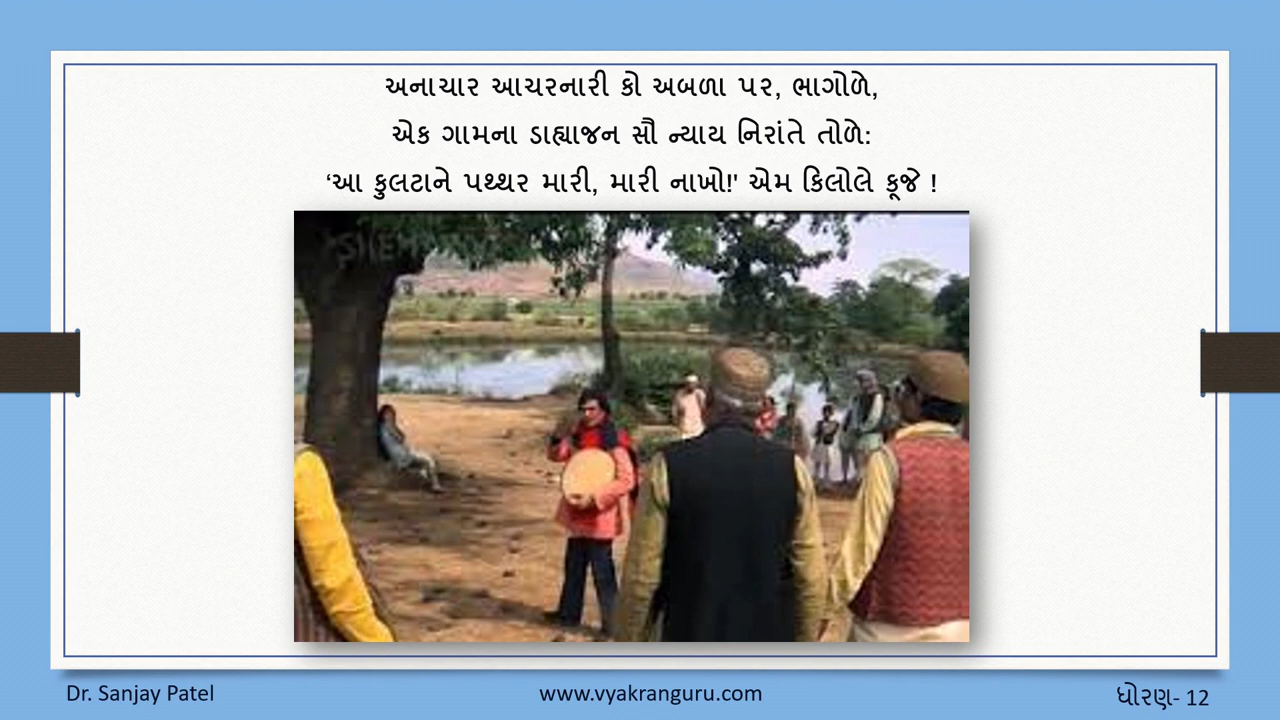 અનાચાર આચરનારી કો અબળા પર, ભાગોળે,
એક ગામના ડાહ્યાજન સૌ ન્યાય નિરાંતે તોળે:
‘આ કુલટાને પથ્થર મારી, મારી નાખો!' એમ કિલોલે કૂજે !
SHEMAROO
Dr. Sanjay Patel
www.vyakranguru.com
ધોરણ- 12